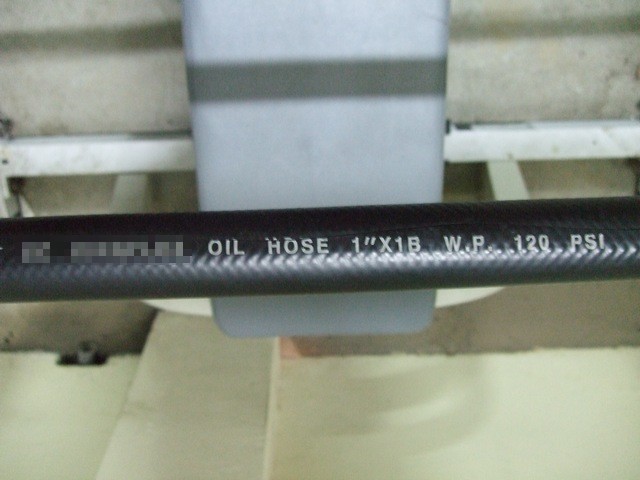 OIL HOSE 1"X1B W.P. 120 PSI